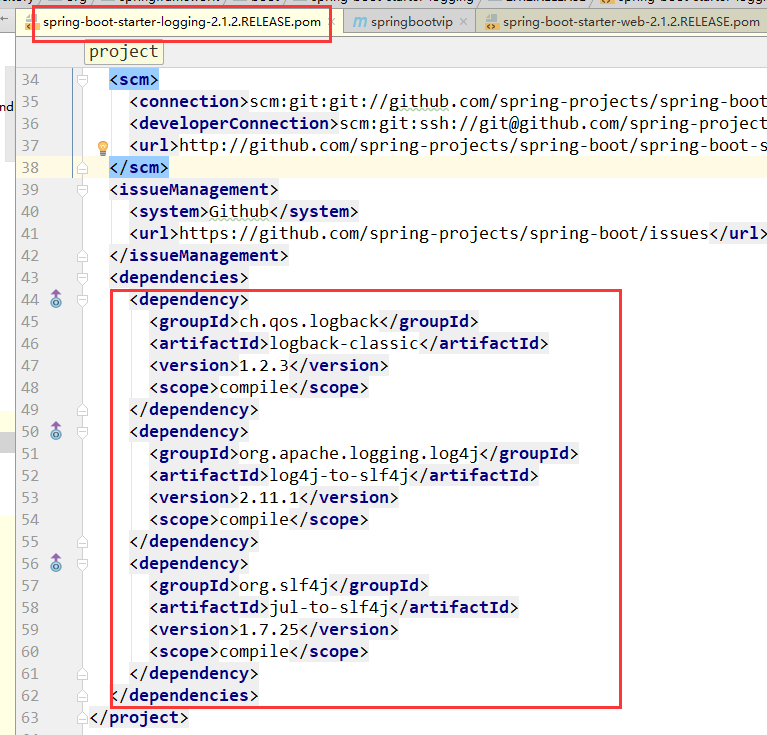 spring-boot-starter-logging-2.1.2.RELEASE.pom
springbootvip
spring-boot-starter-web-2.1.2.RELEASE.pom
project
34 <scm>
35 <connection>scm:git:git://github.com/spring-projects/spring-boot
36 <developerConnection>scm:git:ssh://git@github.com/spring-project
37 <url>http://github.com/spring-projects/spring-boot/spring-boot-s
38 </scm>
39 <issueManagement>
40 <system>Github</system>
41 <url>https://github.com/spring-projects/spring-boot/issues</url>
42 </issueManagement>
43 <dependencies>
44 <dependency>
45 <groupId>ch.qos.logback</groupId>
46 <artifactId>logback-classic</artifactId>
47 <version>1.2.3</version>
48 <scope>compile</scope>
49 </dependency>
50 <dependency>
51 <groupId>org.apache.logging.log4j</groupId>
52 <artifactId>log4j-to-slf4j</artifactId>
53 <version>2.11.1</version>
54 <scope>compile</scope>
55 </dependency>
56 <dependency>
57 <groupId>org.slf4j</groupId>
58 <artifactId>jul-to-slf4j</artifactId>
59 <version>1.7.25</version>
60 <scope>compile</scope>
61 </dependency>
62 </dependencies>
63 </project>